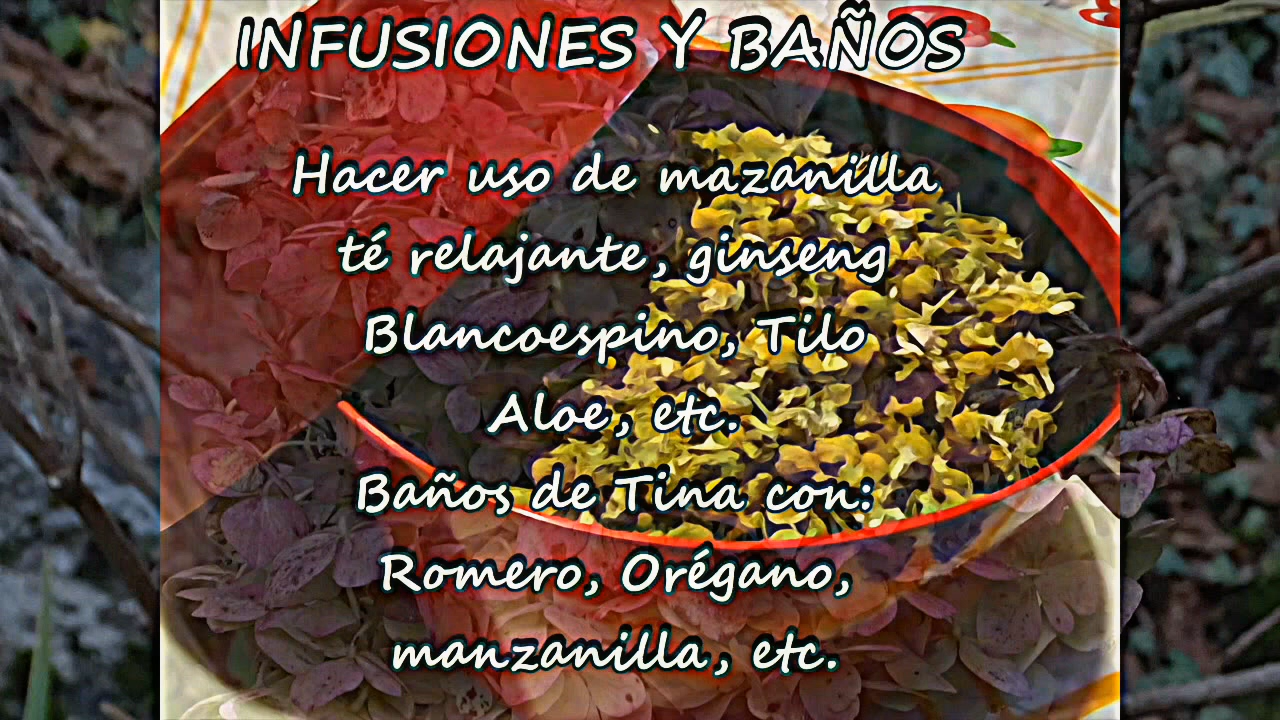 INFUSIONES Y BAÑOS
Hacer uso de mazanilla
té relajante, ginseng
Blancoespino, Tilo
Aloe, etc.
Baños de Tina con:
Romero, Orégano,
manzanilla, etc.